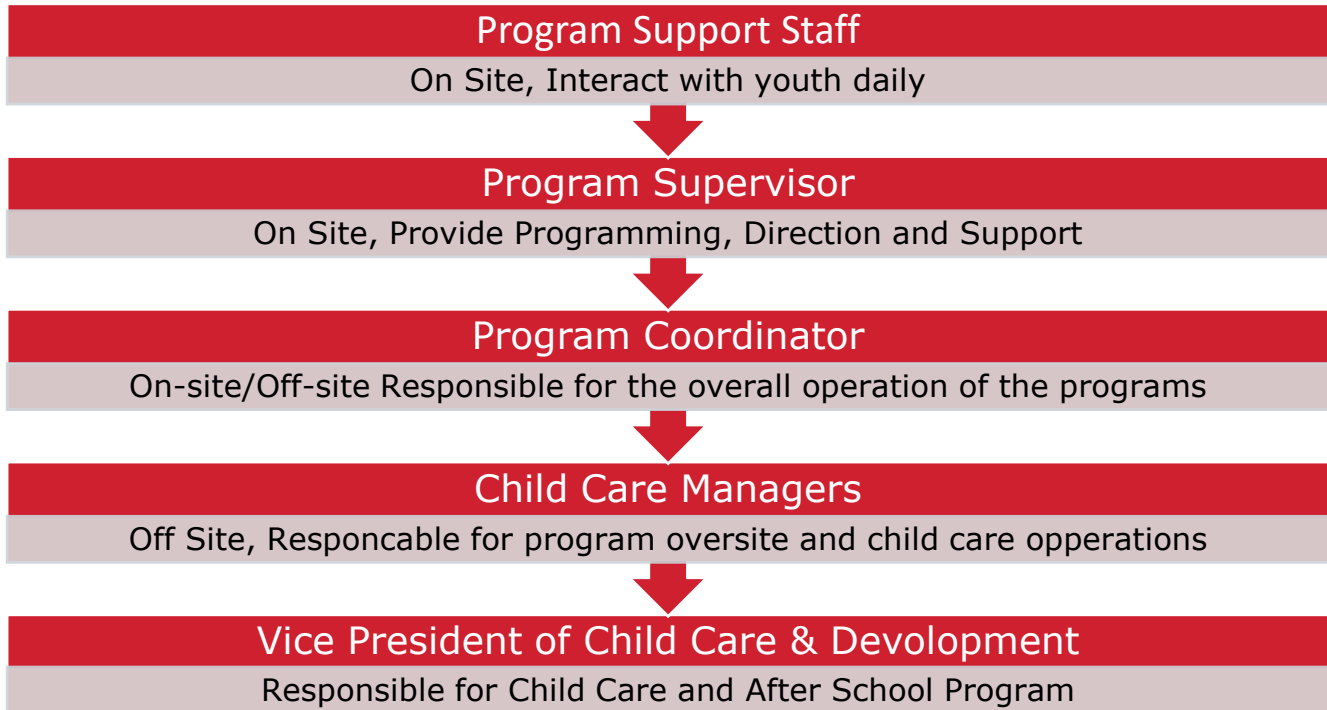 Program Support Staff
On Site, Interact with youth daily
Program Supervisor
On Site, Provide Programming, Direction and Support
Program Coordinator
On-site/Off-site Responsible for the overall operation of the programs
Child Care Managers
Off Site, Responcable for program oversite and child care opperations
Vice President of Child Care & Devolopment
Responsible for Child Care and After School Program